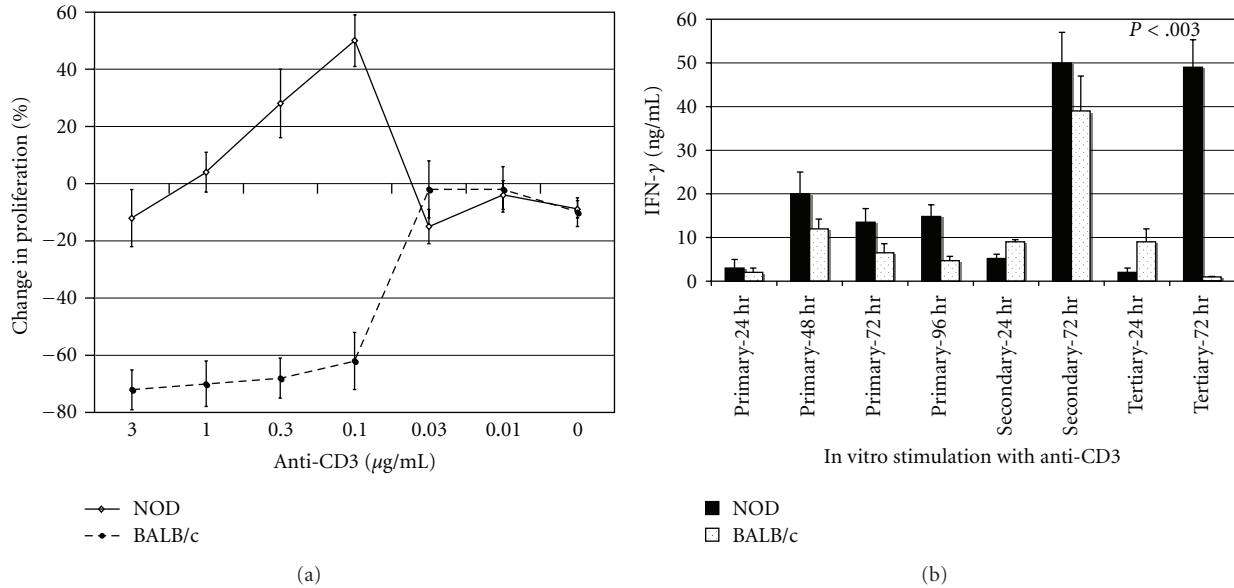 60
40
20
0
−20
−40
−60
−80
Change in proliferation (%)
3 1 0.3 0.1 0.03 0.01 0
Anti-CD3 (μg/mL)
NOD
BALB/c
(a)
60
50
40
30
20
10
0
IFN-γ (ng/mL)
P < .003
Primary-24 hr
Primary-48 hr
Primary-72 hr
Primary-96 hr
Secondary-24 hr
Secondary-72 hr
Tertiary-24 hr
Tertiary-72 hr
In vitro stimulation with anti-CD3
NOD
BALB/c
(b)